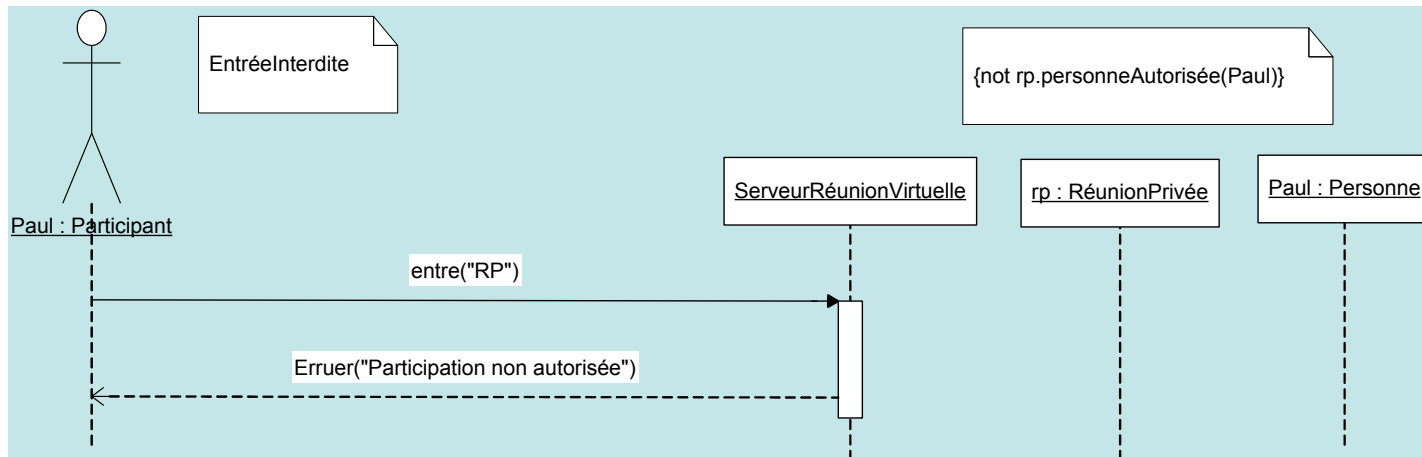 EntréeInterdite
{not rp.personneAutorisée(Paul)}
Paul : Participant
ServeurRéunionVirtuelle
rp : RéunionPrivée
Paul : Personne
entre("RP")
Erruer("Participation non autorisée")